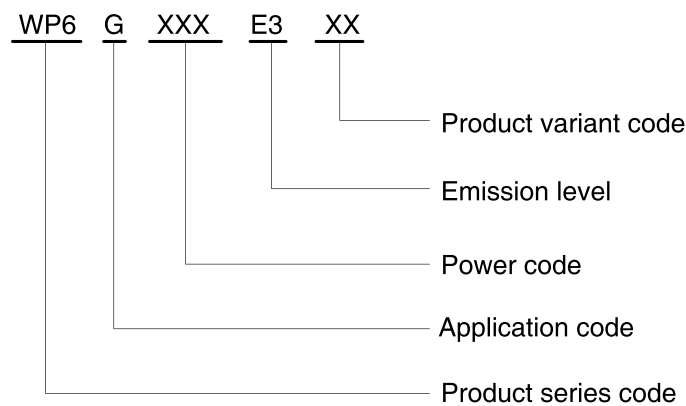 WP6 G XXX E3 XX
Product variant code
Emission level
Power code
Application code
Product series code